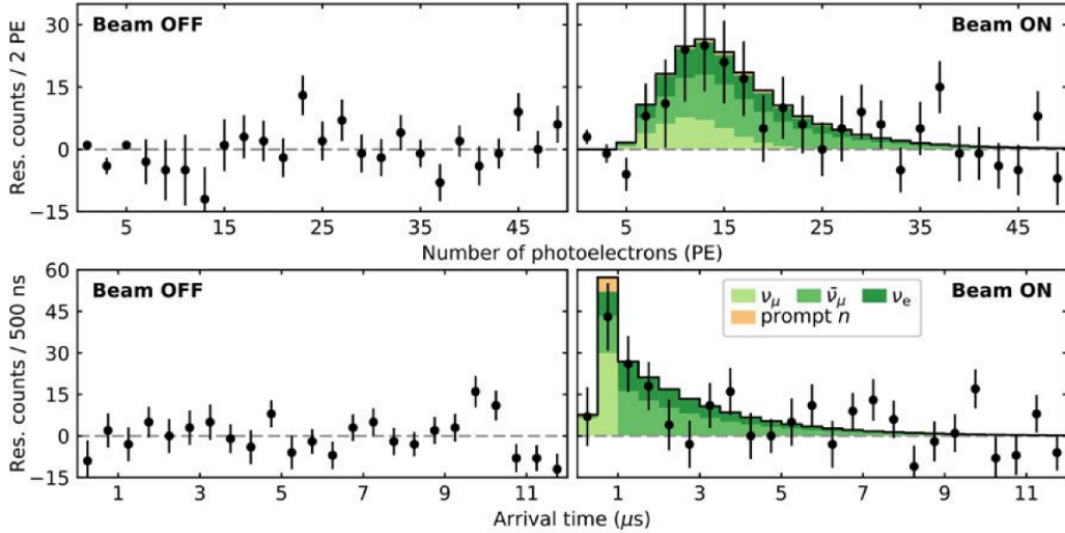 Res. counts / 2 PE
30
15
0
−15
Beam OFF
Beam ON
5 15 25 35 45
5 15 25 35 45
Number of photoelectrons (PE)
Res. counts / 500 ns
60
45
30
15
0
−15
Beam OFF
Beam ON
νμ ν̄μ νe
prompt n
1 3 5 7 9 11
1 3 5 7 9 11
Arrival time (μs)